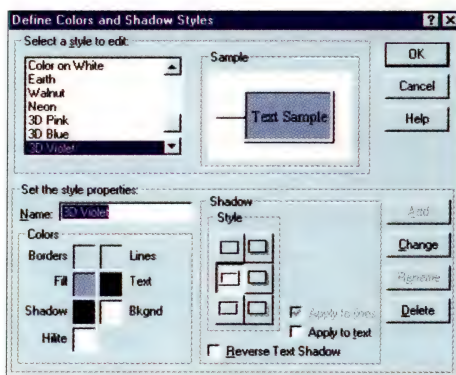 Define Colors and Shadow Styles
Select a style to edit:
Color on White
Earth
Walnut
Neon
3D Pink
3D Blue
3D Violet
Sample
Text Sample
OK
Cancel
Help
Set the style properties:
Name: 3D Violet
Colors
Borders
Lines
Fill
Text
Shadow
Bkgnd
Hilite
Shadow
Style
Apply to lines
Apply to text
Reverse Text Shadow
Add
Change
Rename
Delete